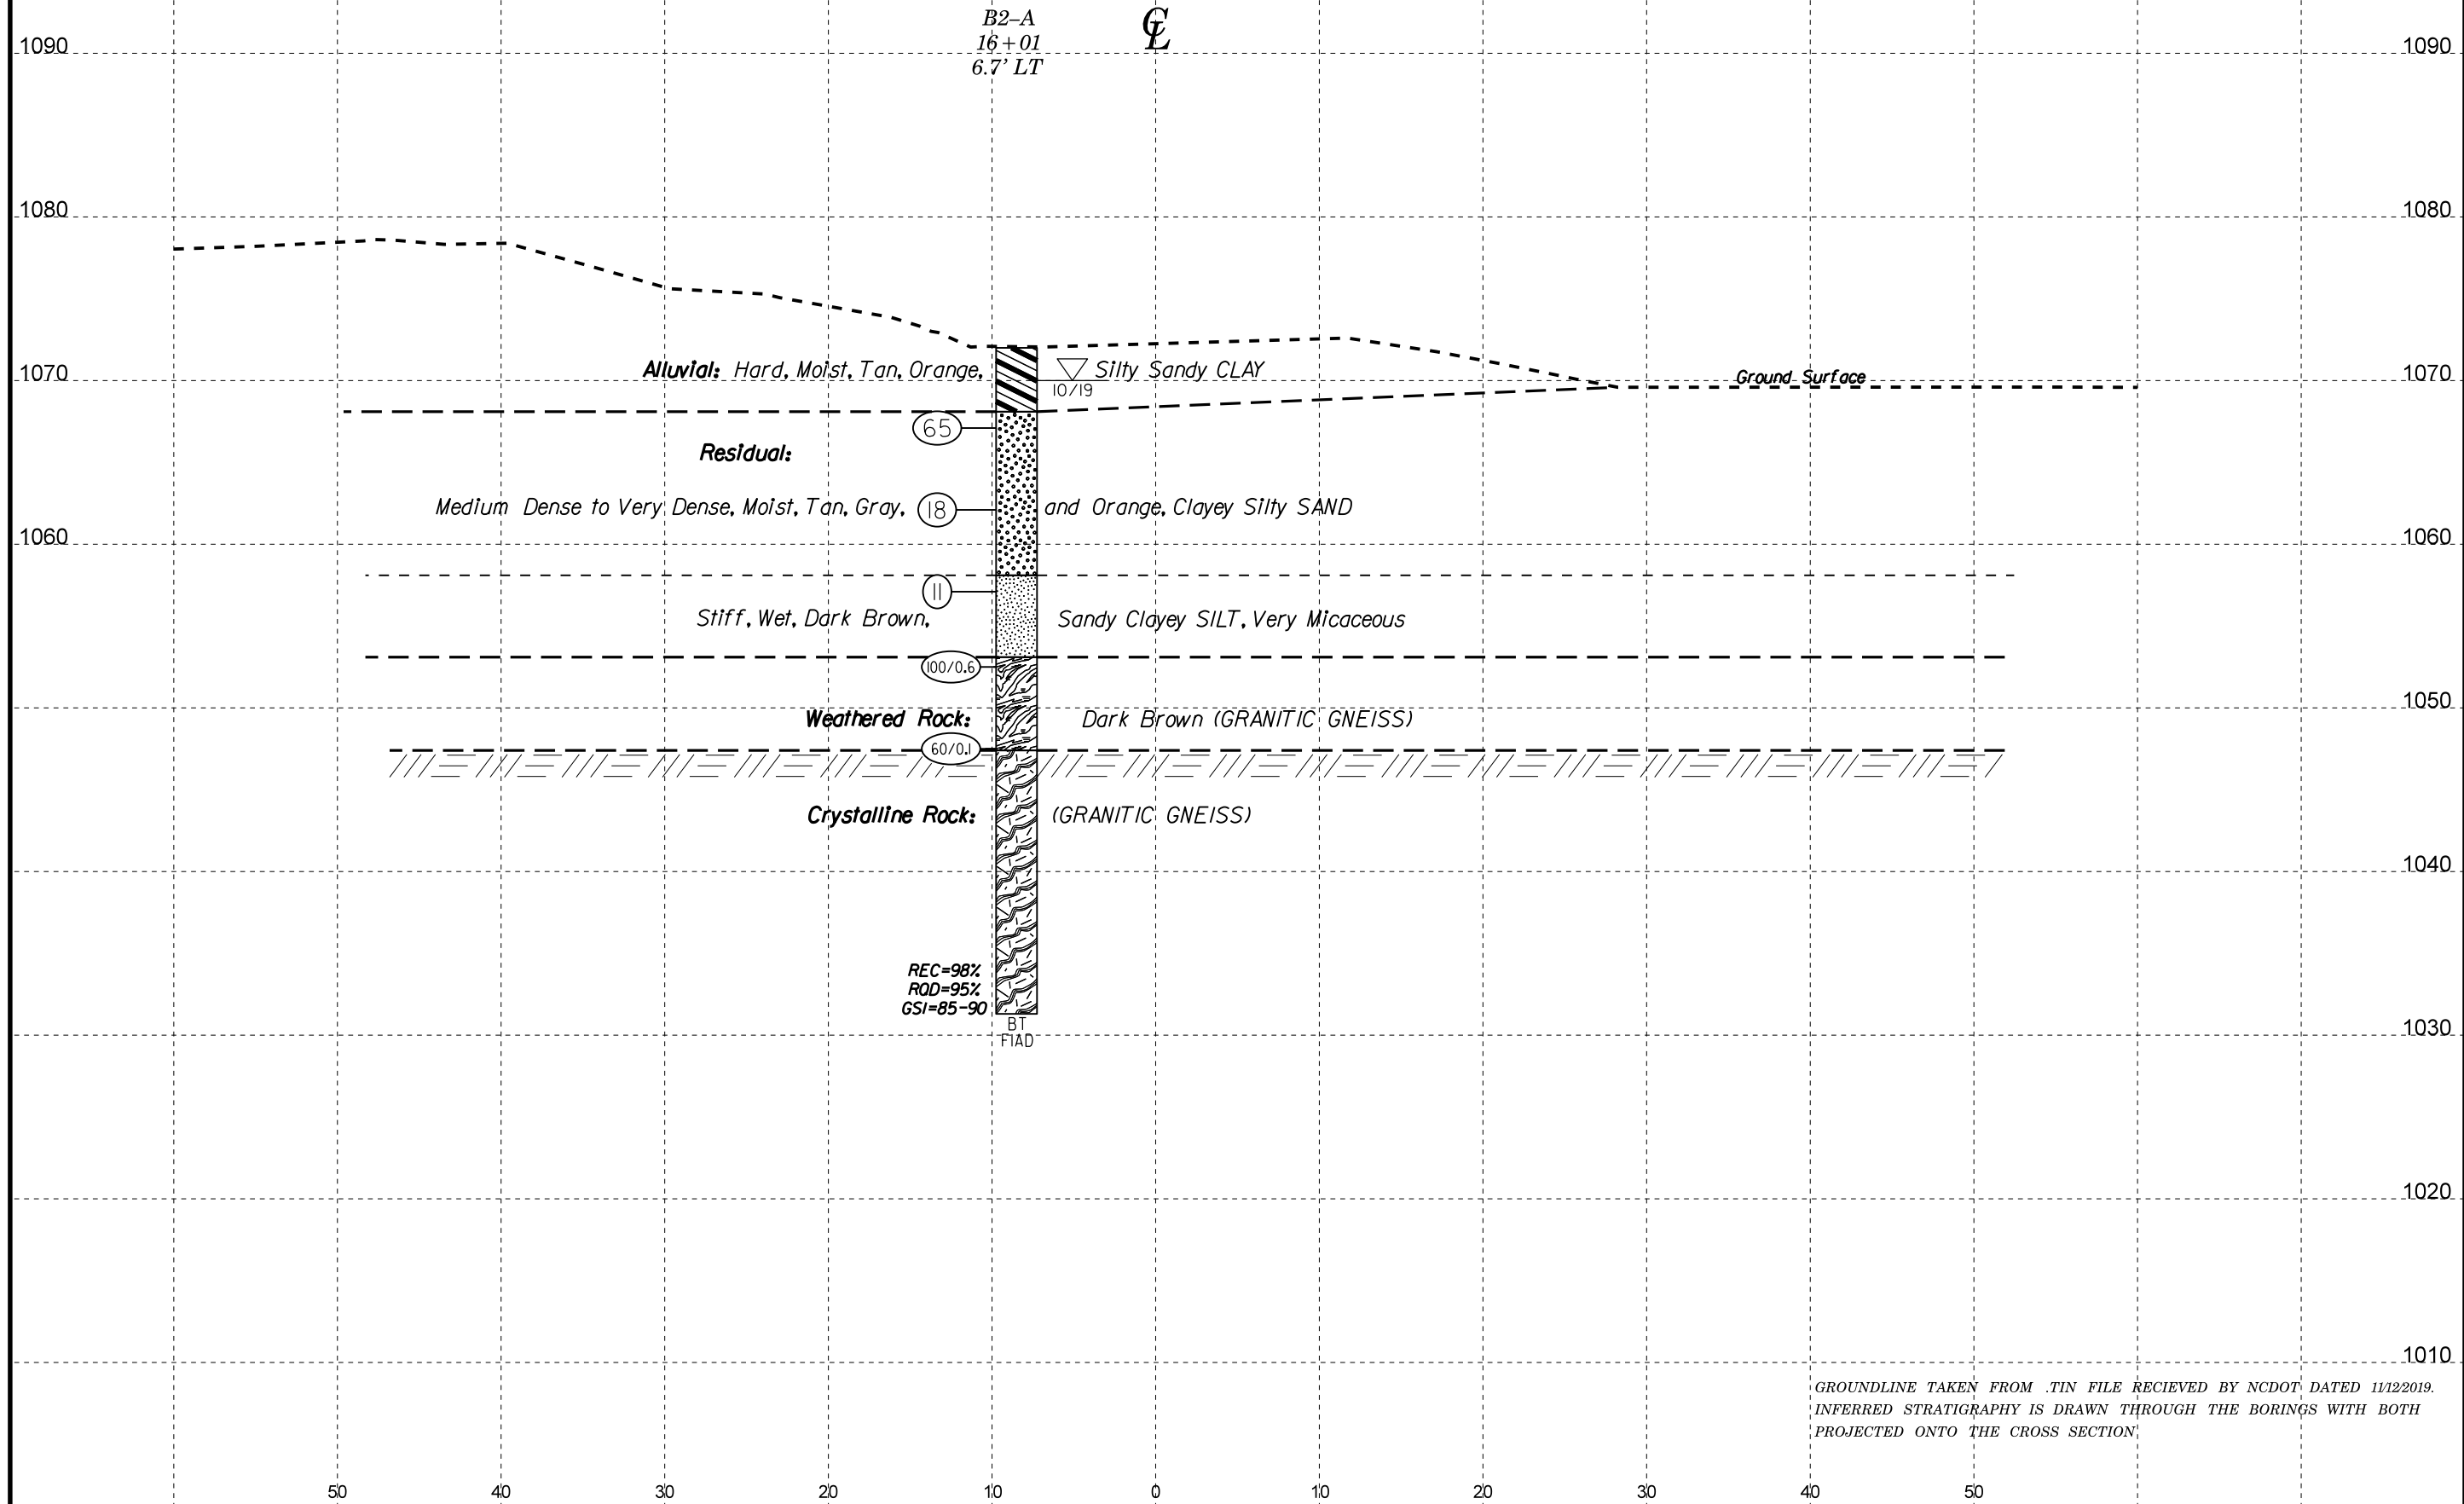 B2-A
16+01
6.7' LT
CL
1090 1090
1080 1080
Alluvial: Hard, Moist, Tan, Orange, Silty Sandy CLAY
1070 1070
10/19
Ground Surface
65
Residual:
Medium Dense to Very Dense, Moist, Tan, Gray, 18 and Orange, Clayey Silty SAND
1060 1060
11
Stiff, Wet, Dark Brown, Sandy Clayey SILT, Very Micaceous
100/0.6
1050
Weathered Rock: Dark Brown (GRANITIC GNEISS)
60/0.1
Crystalline Rock: (GRANITIC GNEISS)
1040
REC=98%
RQD=95%
GSI=85-90
BT
FIAD
1030
1020
1010
GROUNDLINE TAKEN FROM .TIN FILE RECIEVED BY NCDOT DATED 11/12/2019.
INFERRED STRATIGRAPHY IS DRAWN THROUGH THE BORINGS WITH BOTH
PROJECTED ONTO THE CROSS SECTION
50 40 30 20 10 0 10 20 30 40 50